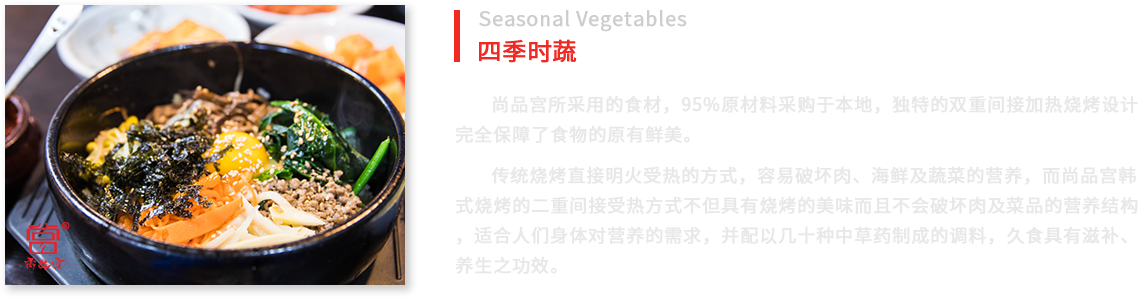 Seasonal Vegetables
四季时蔬
尚品宫所采用的食材，95%原材料采购于本地，独特的双重间接加热烧烤设计
完全保障了食物的原有鲜美。
传统烧烤直接明火受热的方式，容易破坏肉、海鲜及蔬菜的营养，而尚品宫韩
式烧烤的二重间接受热方式不但具有烧烤的美味而且不会破坏肉及菜品的营养结构
，适合人们身体对营养的需求，并配以几十种中草药制成的调料，久食具有滋补、
养生之功效。
尚品宫